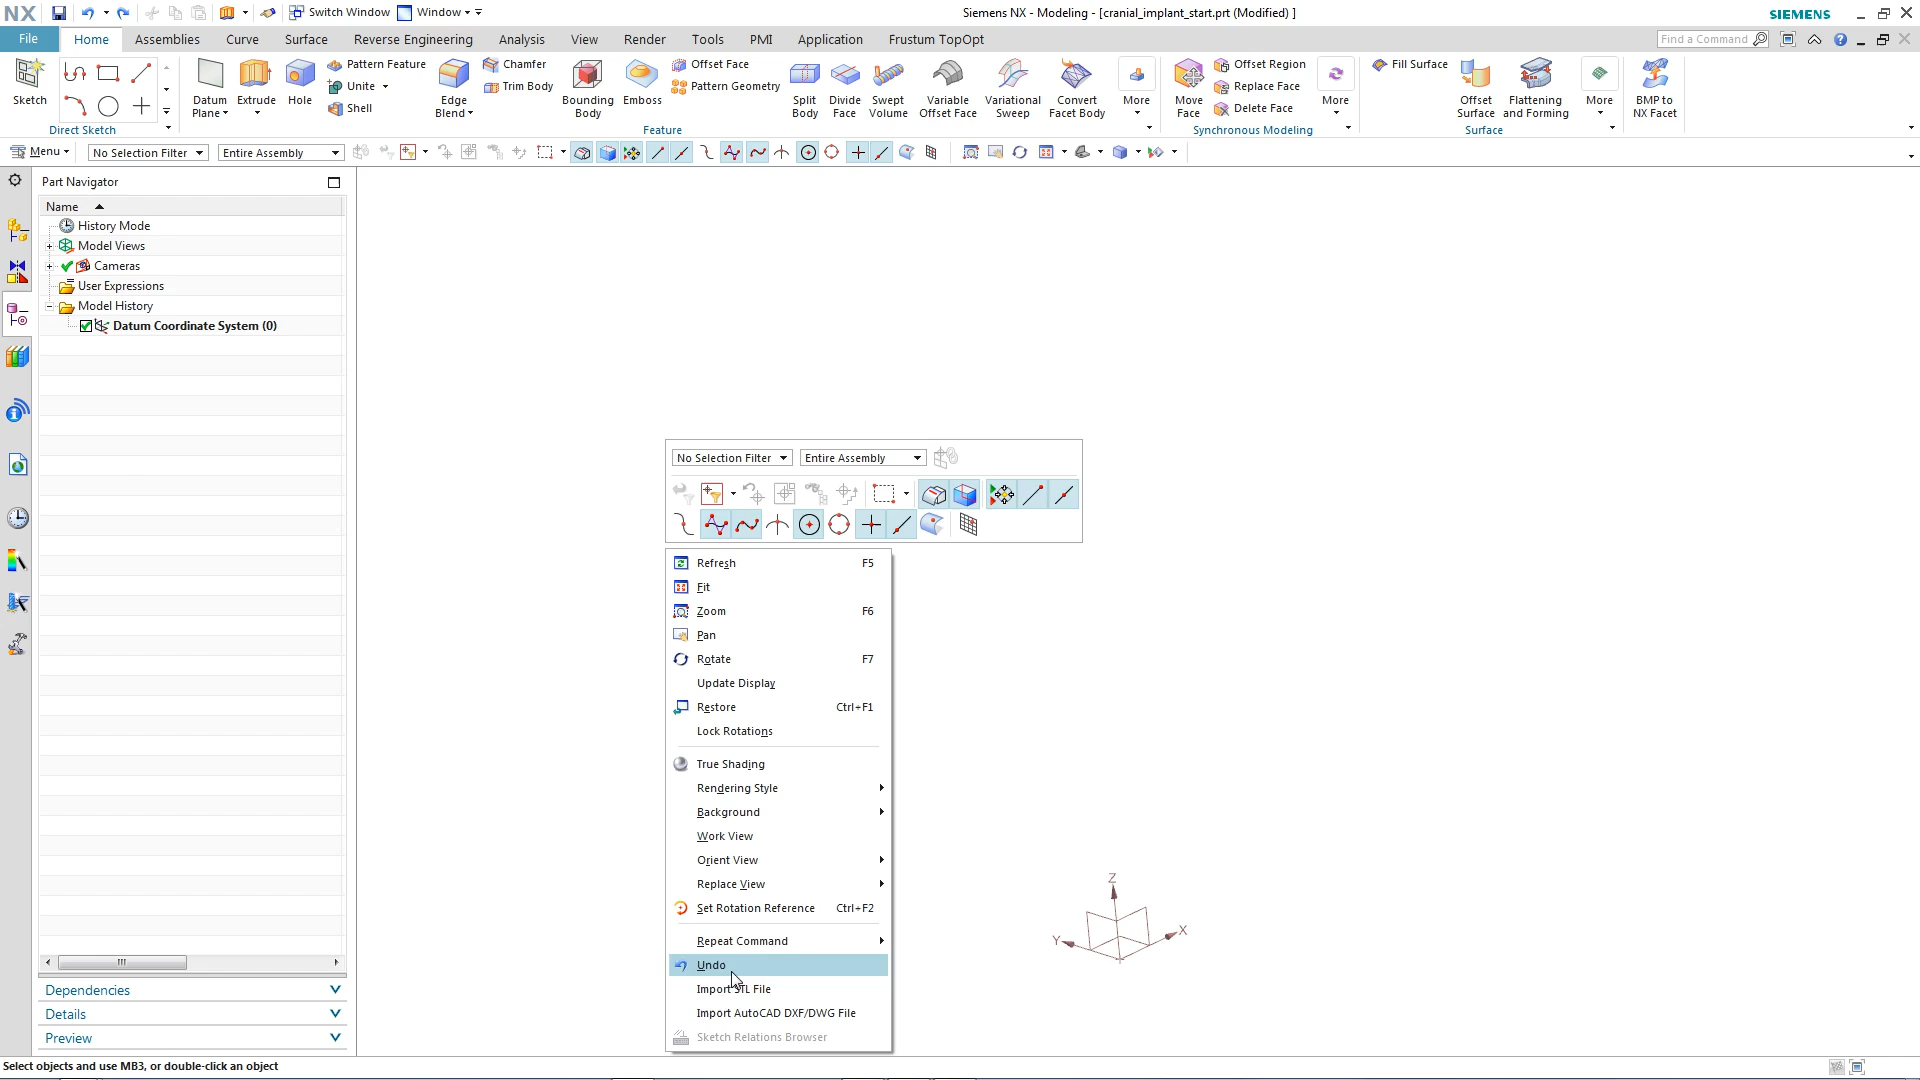 NX Switch Window Window Siemens NX - Modeling - [cranial_implant_start.prt (Modified) ] SIEMENS
File Home Assemblies Curve Surface Reverse Engineering Analysis View Render Tools PMI Application Frustum TopOpt Find a Command
Sketch
Direct Sketch
Datum Plane
Extrude
Hole
Pattern Feature
Unite
Shell
Edge Blend
Chamfer
Trim Body
Bounding Body
Emboss
Offset Face
Pattern Geometry
Split Body
Divide Face
Swept Volume
Variable Offset Face
Variational Sweep
Convert Facet Body
More
Feature
Move Face
Offset Region
Replace Face
Delete Face
More
Synchronous Modeling
Fill Surface
Offset Surface
Flattening and Forming
More
Surface
BMP to NX Facet
Menu No Selection Filter Entire Assembly
Part Navigator
Name
History Mode
Model Views
Cameras
User Expressions
Model History
Datum Coordinate System (0)
No Selection Filter Entire Assembly
Refresh F5
Fit
Zoom F6
Pan
Rotate F7
Update Display
Restore Ctrl+F1
Lock Rotations
True Shading
Rendering Style
Background
Work View
Orient View
Replace View
Set Rotation Reference Ctrl+F2
Repeat Command
Undo
Import STL File
Import AutoCAD DXF/DWG File
Sketch Relations Browser
Z
Y
X
Dependencies
Details
Preview
Select objects and use MB3, or double-click an object